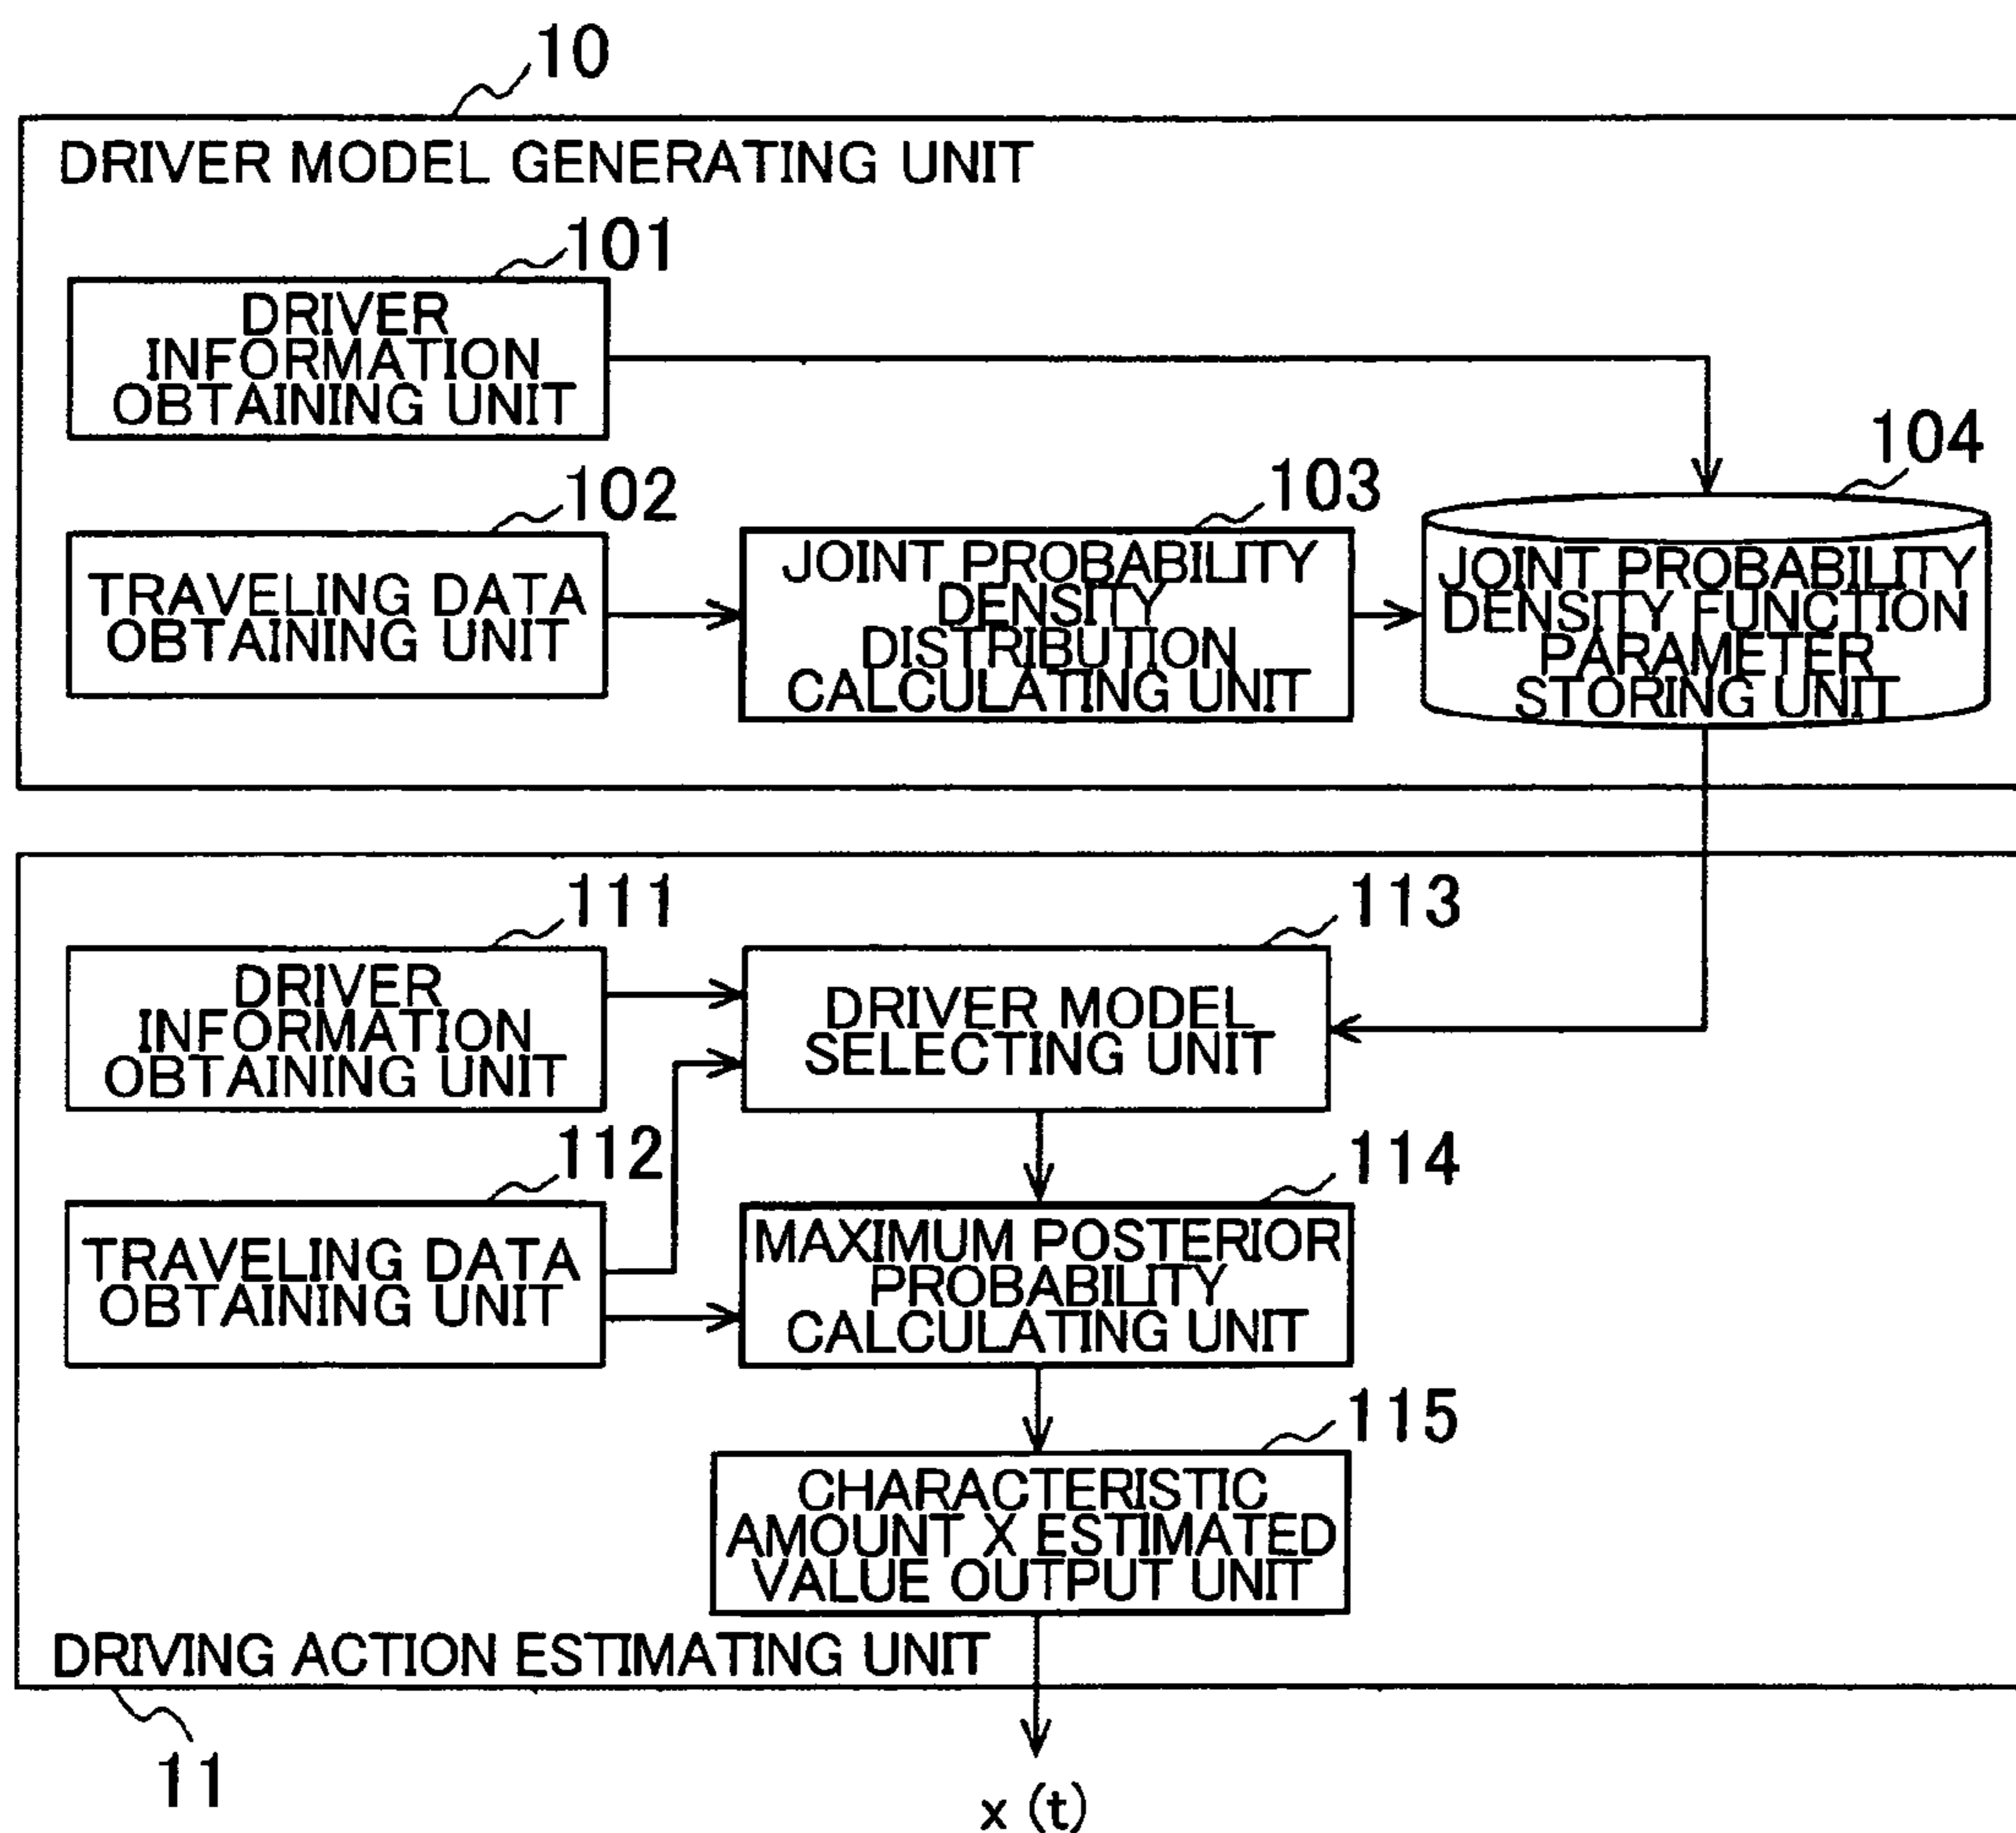 10
DRIVER MODEL GENERATING UNIT
101
DRIVER
INFORMATION
OBTAINING UNIT
102
TRAVELING DATA
OBTAINING UNIT
103
JOINT PROBABILITY
DENSITY
DISTRIBUTION
CALCULATING UNIT
104
JOINT PROBABILITY
DENSITY FUNCTION
PARAMETER
STORING UNIT
111
DRIVER
INFORMATION
OBTAINING UNIT
113
DRIVER MODEL
SELECTING UNIT
112
TRAVELING DATA
OBTAINING UNIT
114
MAXIMUM POSTERIOR
PROBABILITY
CALCULATING UNIT
115
CHARACTERISTIC
AMOUNT X ESTIMATED
VALUE OUTPUT UNIT
DRIVING ACTION ESTIMATING UNIT
11
x (t)